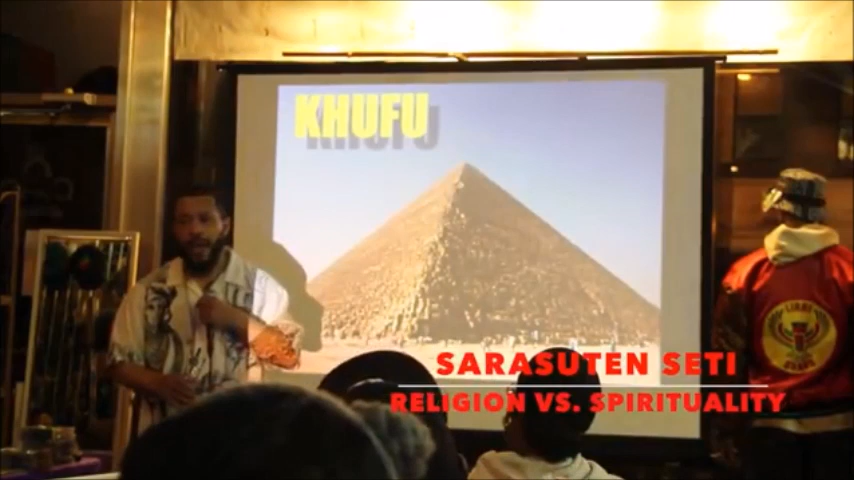 KHUFU
SARASUTEN SETI
RELIGION VS. SPIRITUALITY